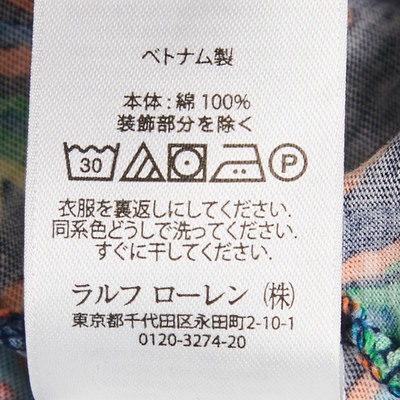 ベトナム製
本体：綿 100%
装飾部分を除く
30 P
衣服を裏返しにしてください.
同系色どうしで洗ってください.
すぐに干してください.
ラルフ ローレン (株)
東京都千代田区永田町2-10-1
0120-3274-20